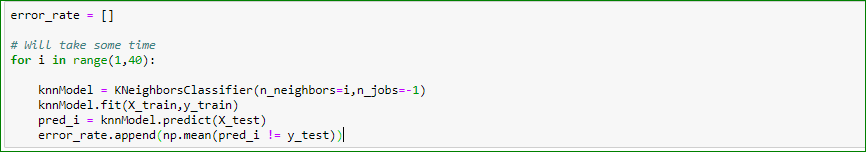 error_rate = []
# Will take some time
for i in range(1,40):
knnModel = KNeighborsClassifier(n_neighbors=i,n_jobs=-1)
knnModel.fit(X_train,y_train)
pred_i = knnModel.predict(X_test)
error_rate.append(np.mean(pred_i != y_test))